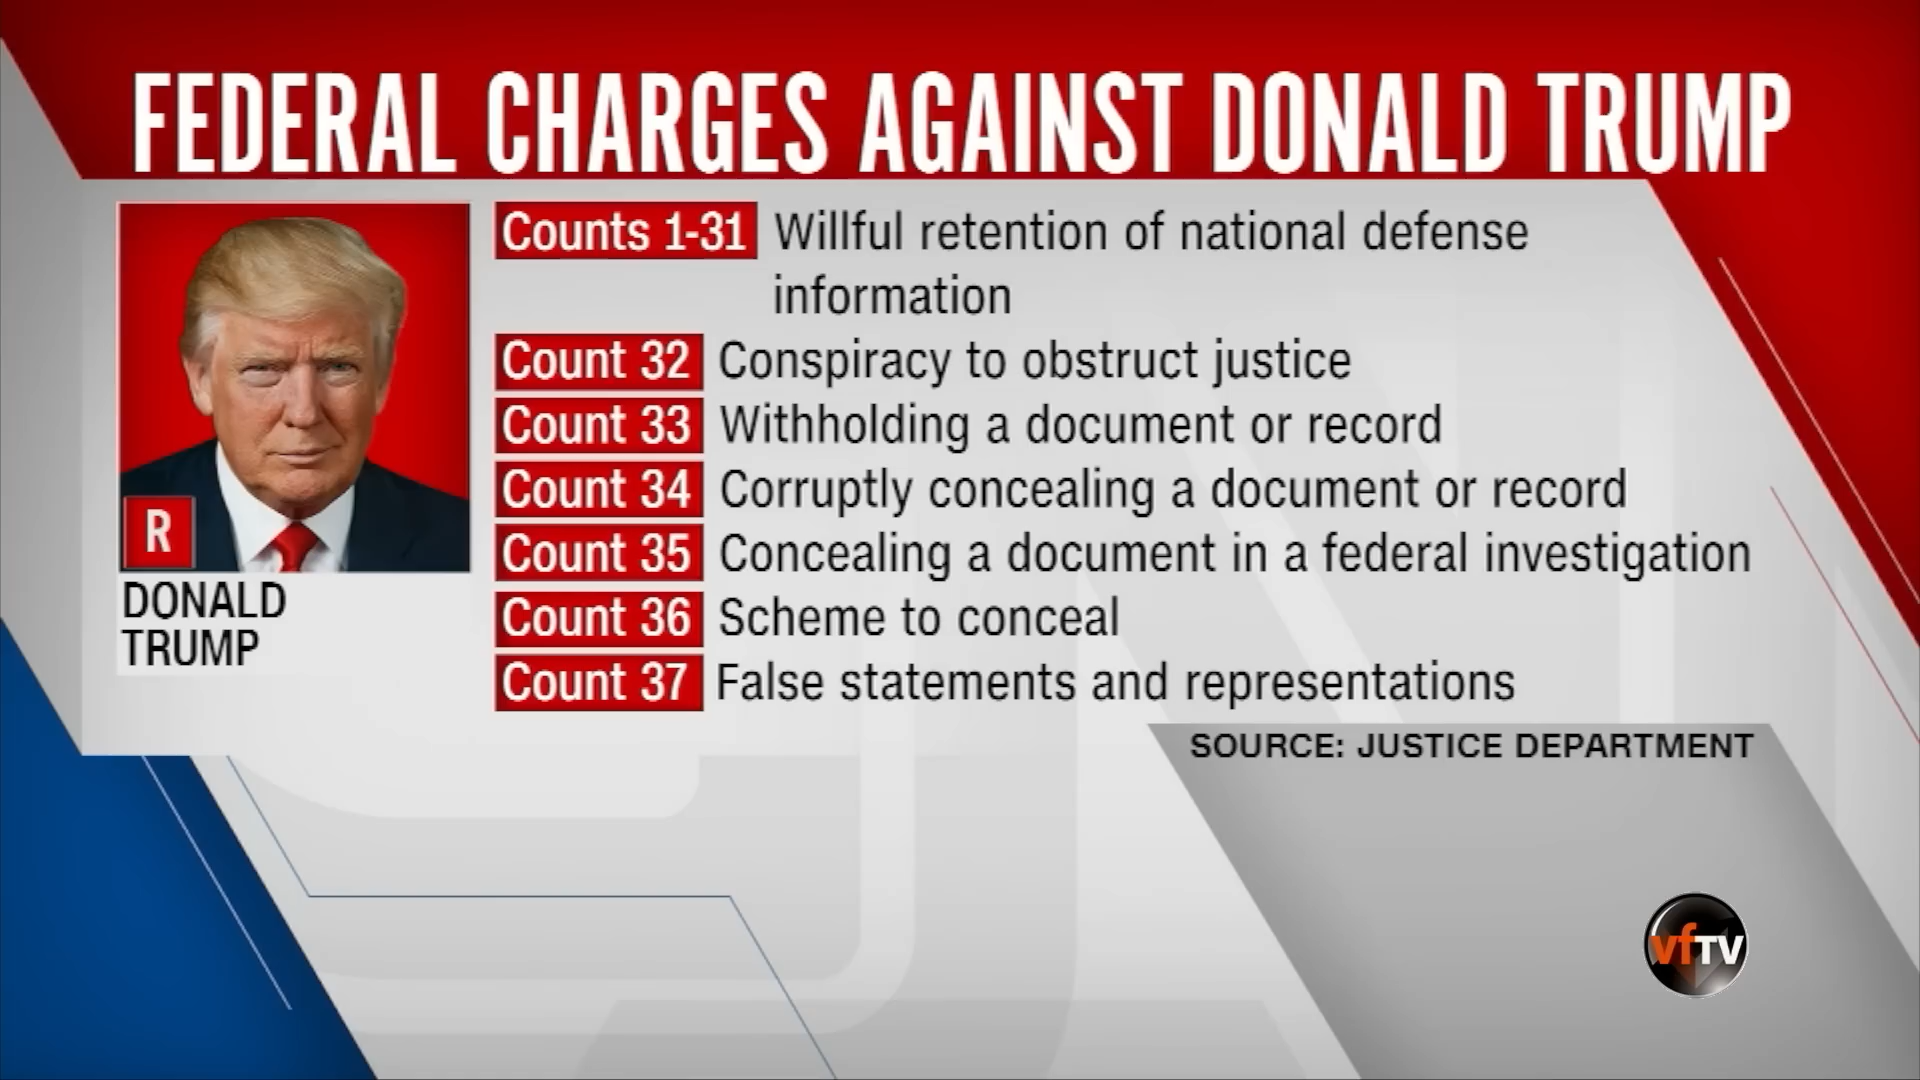 FEDERAL CHARGES AGAINST DONALD TRUMP
Counts 1-31 Willful retention of national defense
information
Count 32 Conspiracy to obstruct justice
Count 33 Withholding a document or record
Count 34 Corruptly concealing a document or record
Count 35 Concealing a document in a federal investigation
Count 36 Scheme to conceal
Count 37 False statements and representations
R
DONALD
TRUMP
SOURCE: JUSTICE DEPARTMENT
vfTV